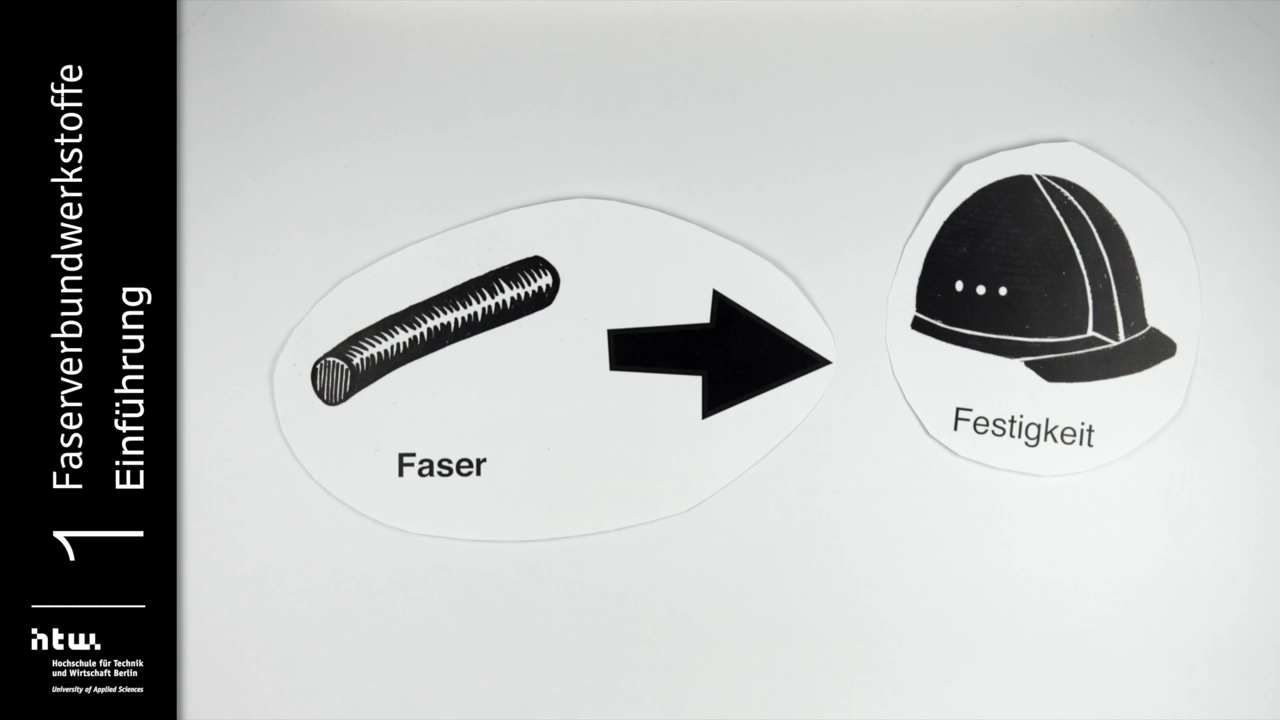 Faserverbundwerkstoffe
Einführung
1
htw.
Hochschule für Technik
und Wirtschaft Berlin
University of Applied Sciences
Faser
Festigkeit